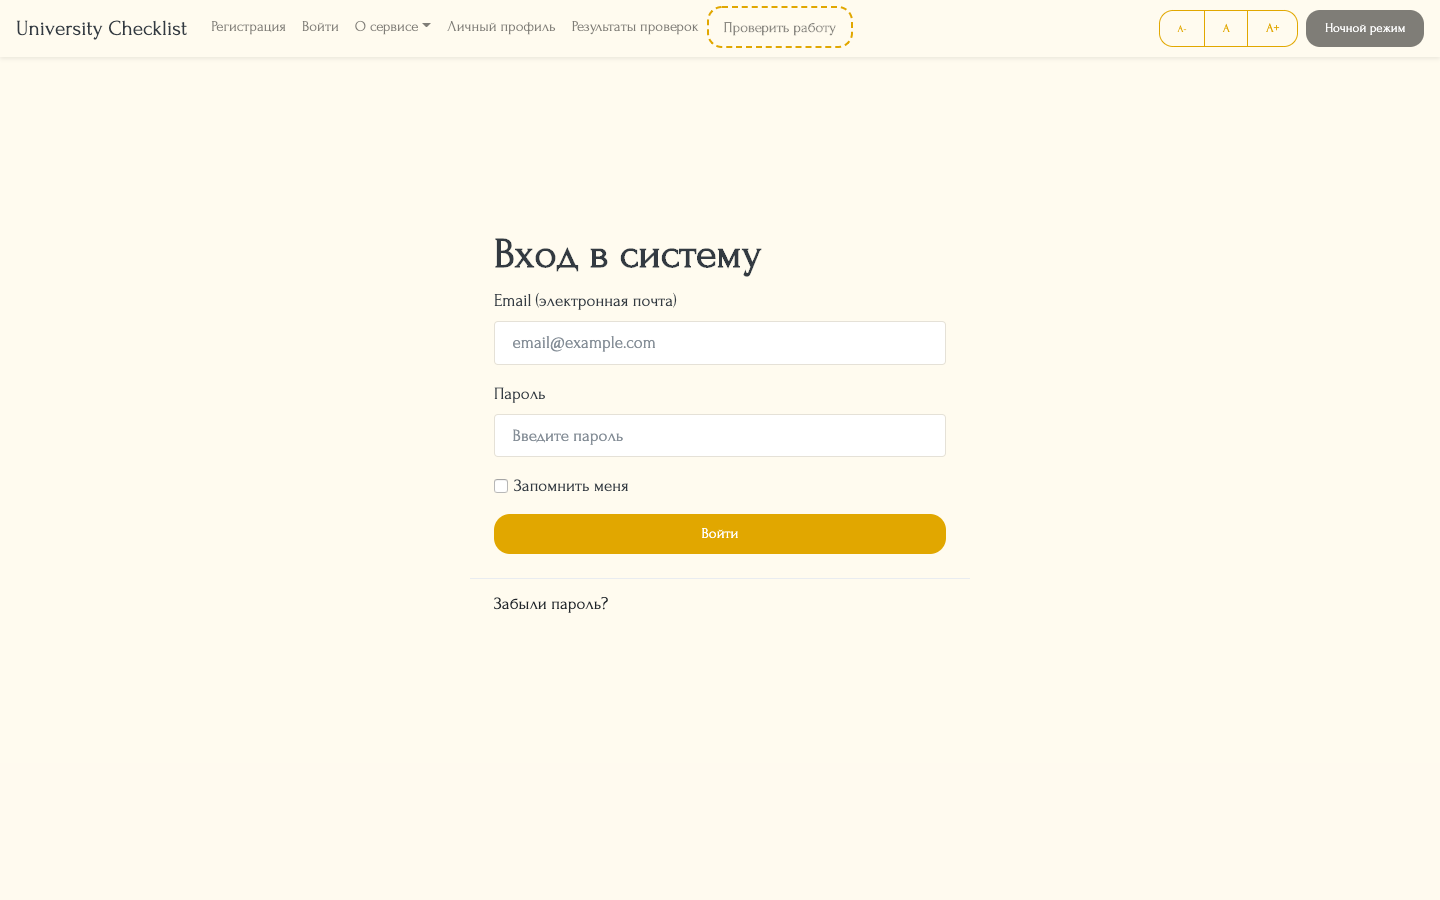 University Checklist Регистрация Войти О сервисе Личный профиль Результаты проверок Проверить работу A- A A+ Ночной режим
Вход в систему
Email (электронная почта)
email@example.com
Пароль
Введите пароль
Запомнить меня
Войти
Забыли пароль?